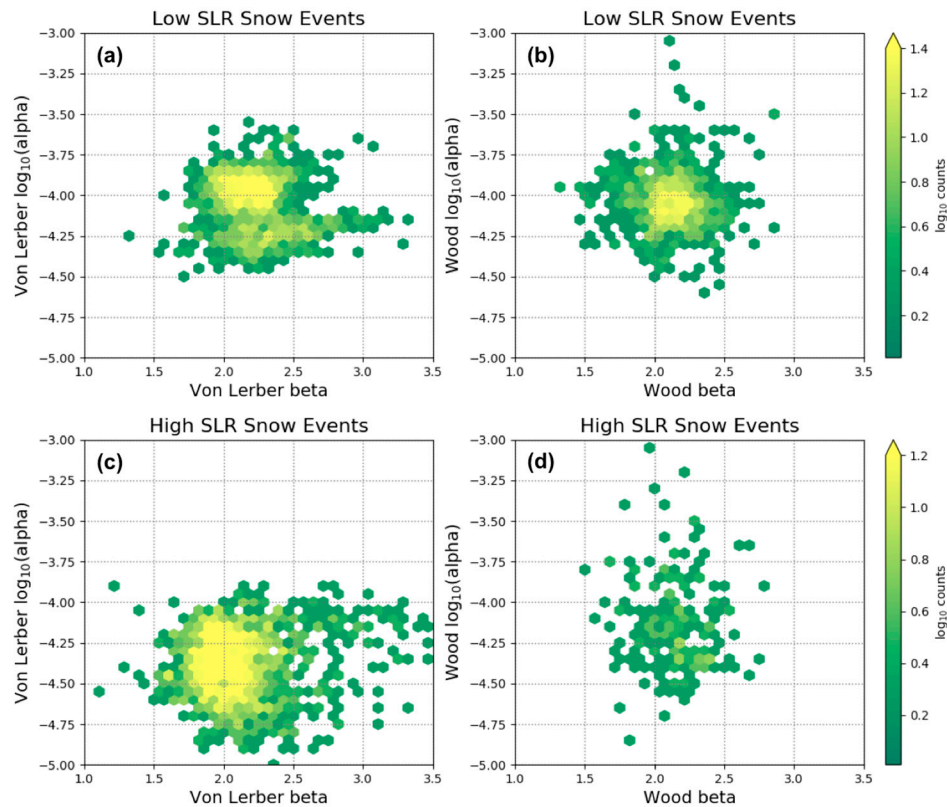 Low SLR Snow Events
(a)
Von Lerber log10(alpha)
−3.00
−3.25
−3.50
−3.75
−4.00
−4.25
−4.50
−4.75
−5.00
1.0 1.5 2.0 2.5 3.0 3.5
Von Lerber beta
Low SLR Snow Events
(b)
Wood log10(alpha)
−3.00
−3.25
−3.50
−3.75
−4.00
−4.25
−4.50
−4.75
−5.00
1.0 1.5 2.0 2.5 3.0 3.5
Wood beta
1.4
1.2
1.0
0.8
0.6
0.4
0.2
log10 counts
High SLR Snow Events
(c)
Von Lerber log10(alpha)
−3.00
−3.25
−3.50
−3.75
−4.00
−4.25
−4.50
−4.75
−5.00
1.0 1.5 2.0 2.5 3.0 3.5
Von Lerber beta
High SLR Snow Events
(d)
Wood log10(alpha)
−3.00
−3.25
−3.50
−3.75
−4.00
−4.25
−4.50
−4.75
−5.00
1.0 1.5 2.0 2.5 3.0 3.5
Wood beta
1.2
1.0
0.8
0.6
0.4
0.2
log10 counts